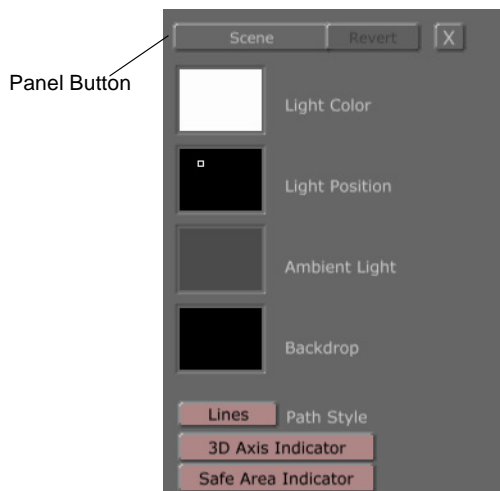 Scene Revert X
Panel Button
Light Color
Light Position
Ambient Light
Backdrop
Lines Path Style
3D Axis Indicator
Safe Area Indicator